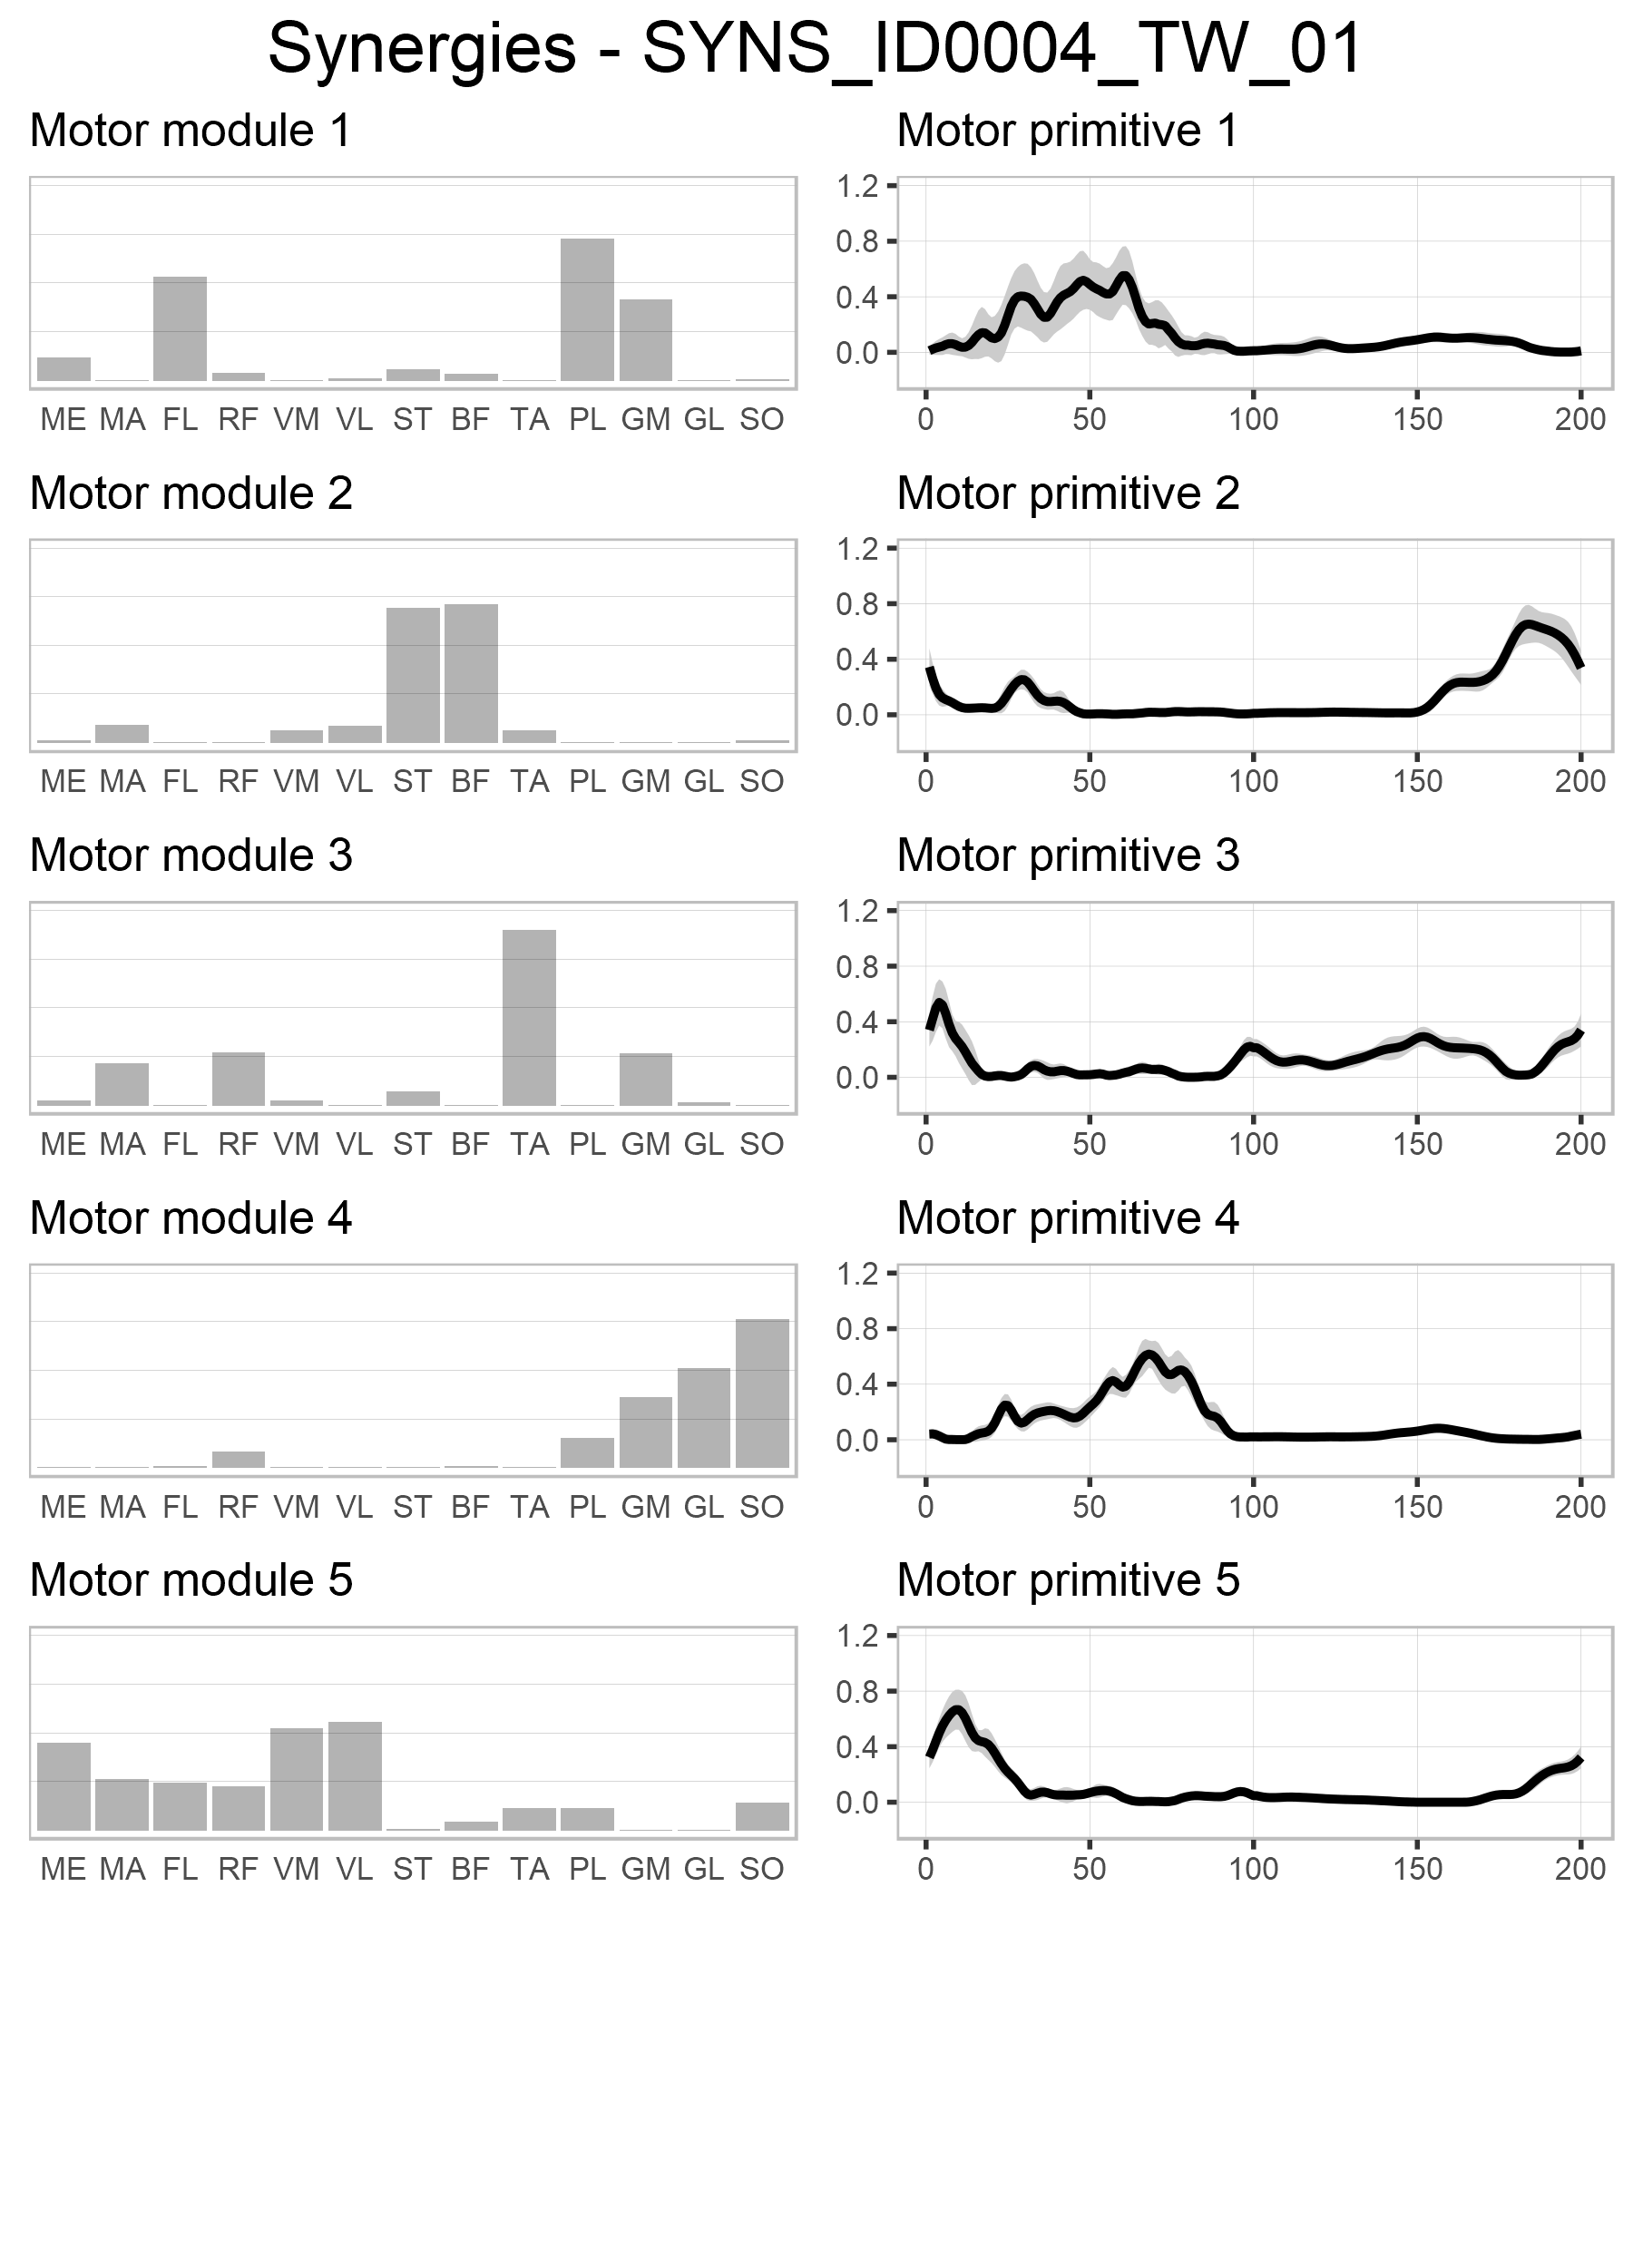 Synergies - SYNS_ID0004_TW_01
Motor module 1
Motor primitive 1
1.2
0.8
0.4
0.0
ME MA FL RF VM VL ST BF TA PL GM GL SO
0 50 100 150 200
Motor module 2
Motor primitive 2
1.2
0.8
0.4
0.0
ME MA FL RF VM VL ST BF TA PL GM GL SO
0 50 100 150 200
Motor module 3
Motor primitive 3
1.2
0.8
0.4
0.0
ME MA FL RF VM VL ST BF TA PL GM GL SO
0 50 100 150 200
Motor module 4
Motor primitive 4
1.2
0.8
0.4
0.0
ME MA FL RF VM VL ST BF TA PL GM GL SO
0 50 100 150 200
Motor module 5
Motor primitive 5
1.2
0.8
0.4
0.0
ME MA FL RF VM VL ST BF TA PL GM GL SO
0 50 100 150 200